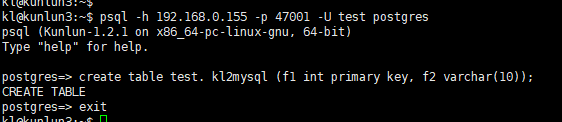 kl@kunlun3:~$
kl@kunlun3:~$ psql -h 192.168.0.155 -p 47001 -U test postgres
psql (Kunlun-1.2.1 on x86_64-pc-linux-gnu, 64-bit)
Type "help" for help.
postgres=> create table test. kl2mysql (f1 int primary key, f2 varchar(10));
CREATE TABLE
postgres=> exit
kl@kunlun3:~$